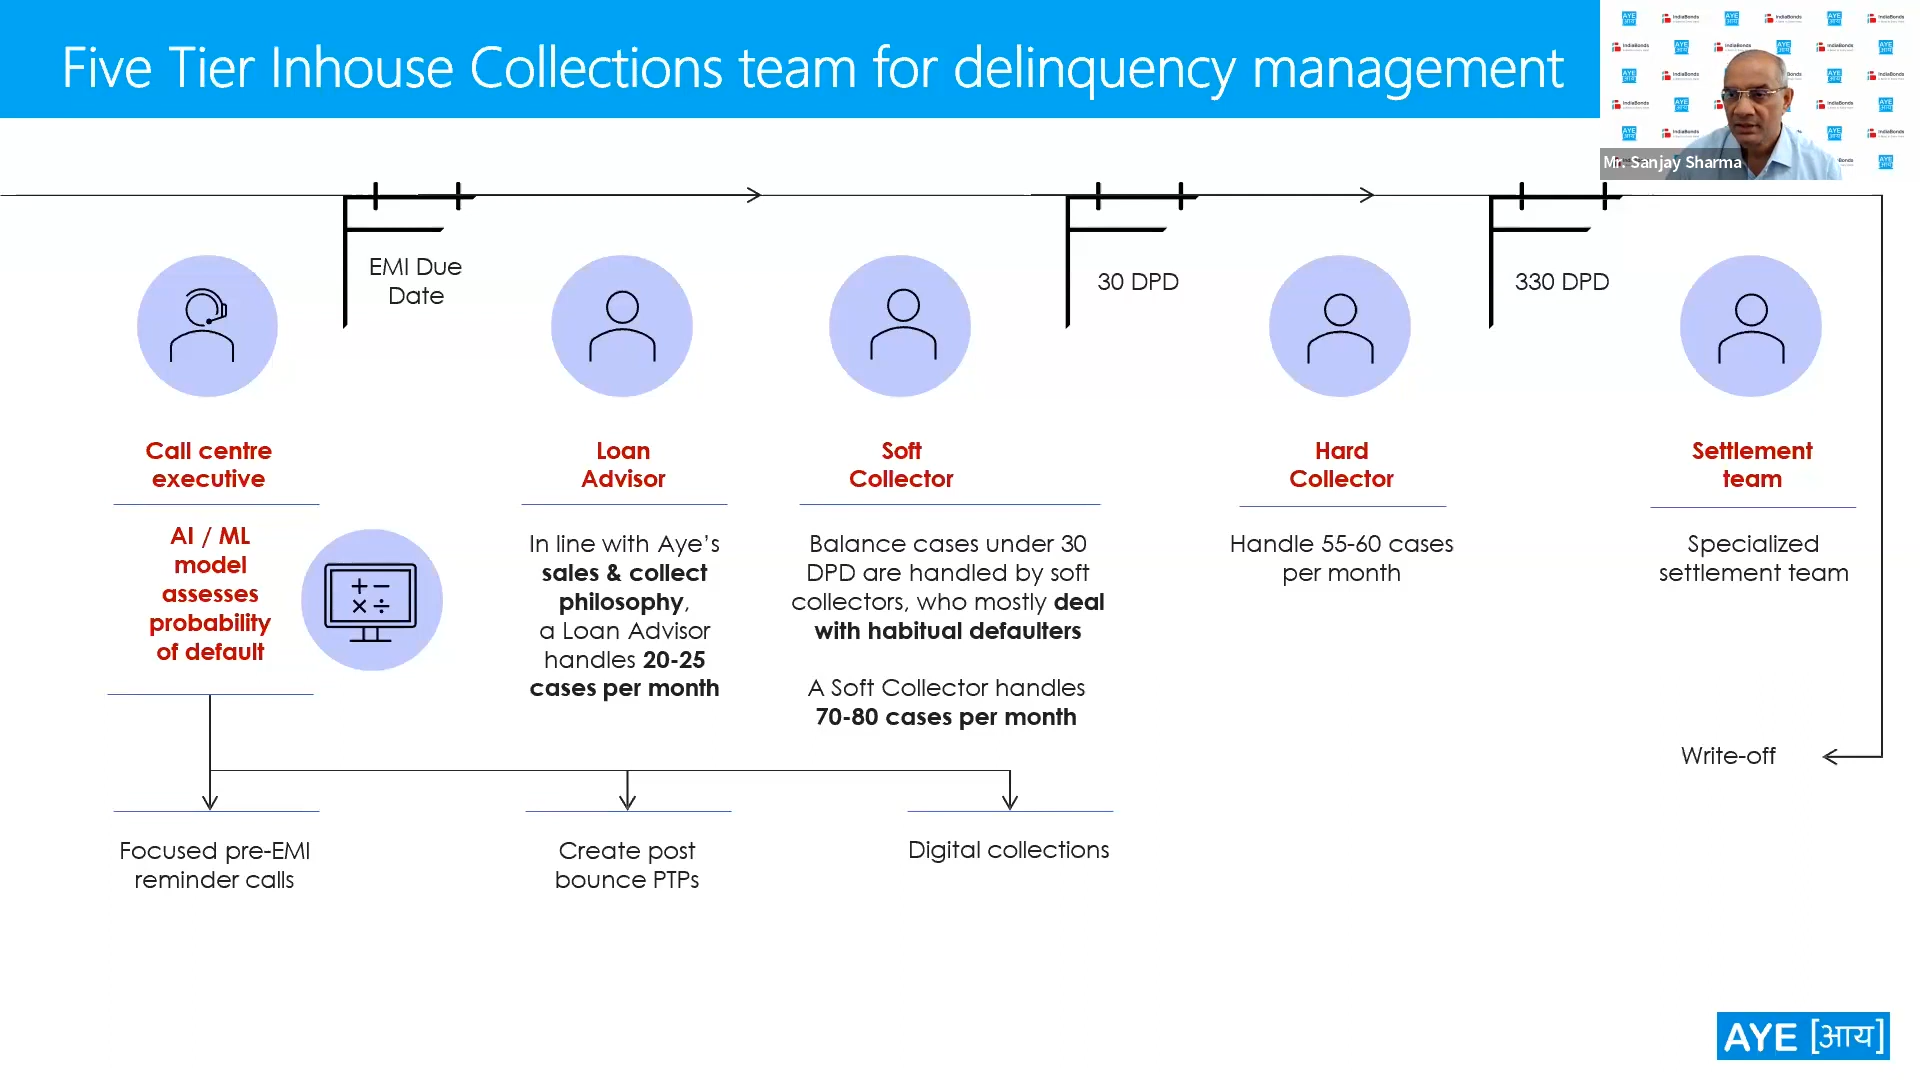 Five Tier Inhouse Collections team for delinquency management
Mr. Sanjay Sharma
EMI Due
Date
30 DPD
330 DPD
Call centre
executive
AI / ML
model
assesses
probability
of default
Loan
Advisor
In line with Aye’s
sales & collect
philosophy,
a Loan Advisor
handles 20-25
cases per month
Soft
Collector
Balance cases under 30
DPD are handled by soft
collectors, who mostly deal
with habitual defaulters
A Soft Collector handles
70-80 cases per month
Hard
Collector
Handle 55-60 cases
per month
Settlement
team
Specialized
settlement team
Write-off
Focused pre-EMI
reminder calls
Create post
bounce PTPs
Digital collections
AYE [आय]